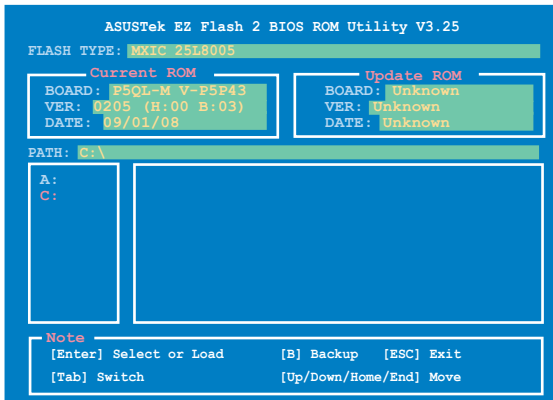 ASUSTek EZ Flash 2 BIOS ROM Utility V3.25
FLASH TYPE: MXIC 25L8005
Current ROM
BOARD: P5QL-M V-P5P43
VER: 0205 (H:00 B:03)
DATE: 09/01/08
Update ROM
BOARD: Unknown
VER: Unknown
DATE: Unknown
PATH: C:\
A:
C:
Note
[Enter] Select or Load [B] Backup [ESC] Exit
[Tab] Switch [Up/Down/Home/End] Move